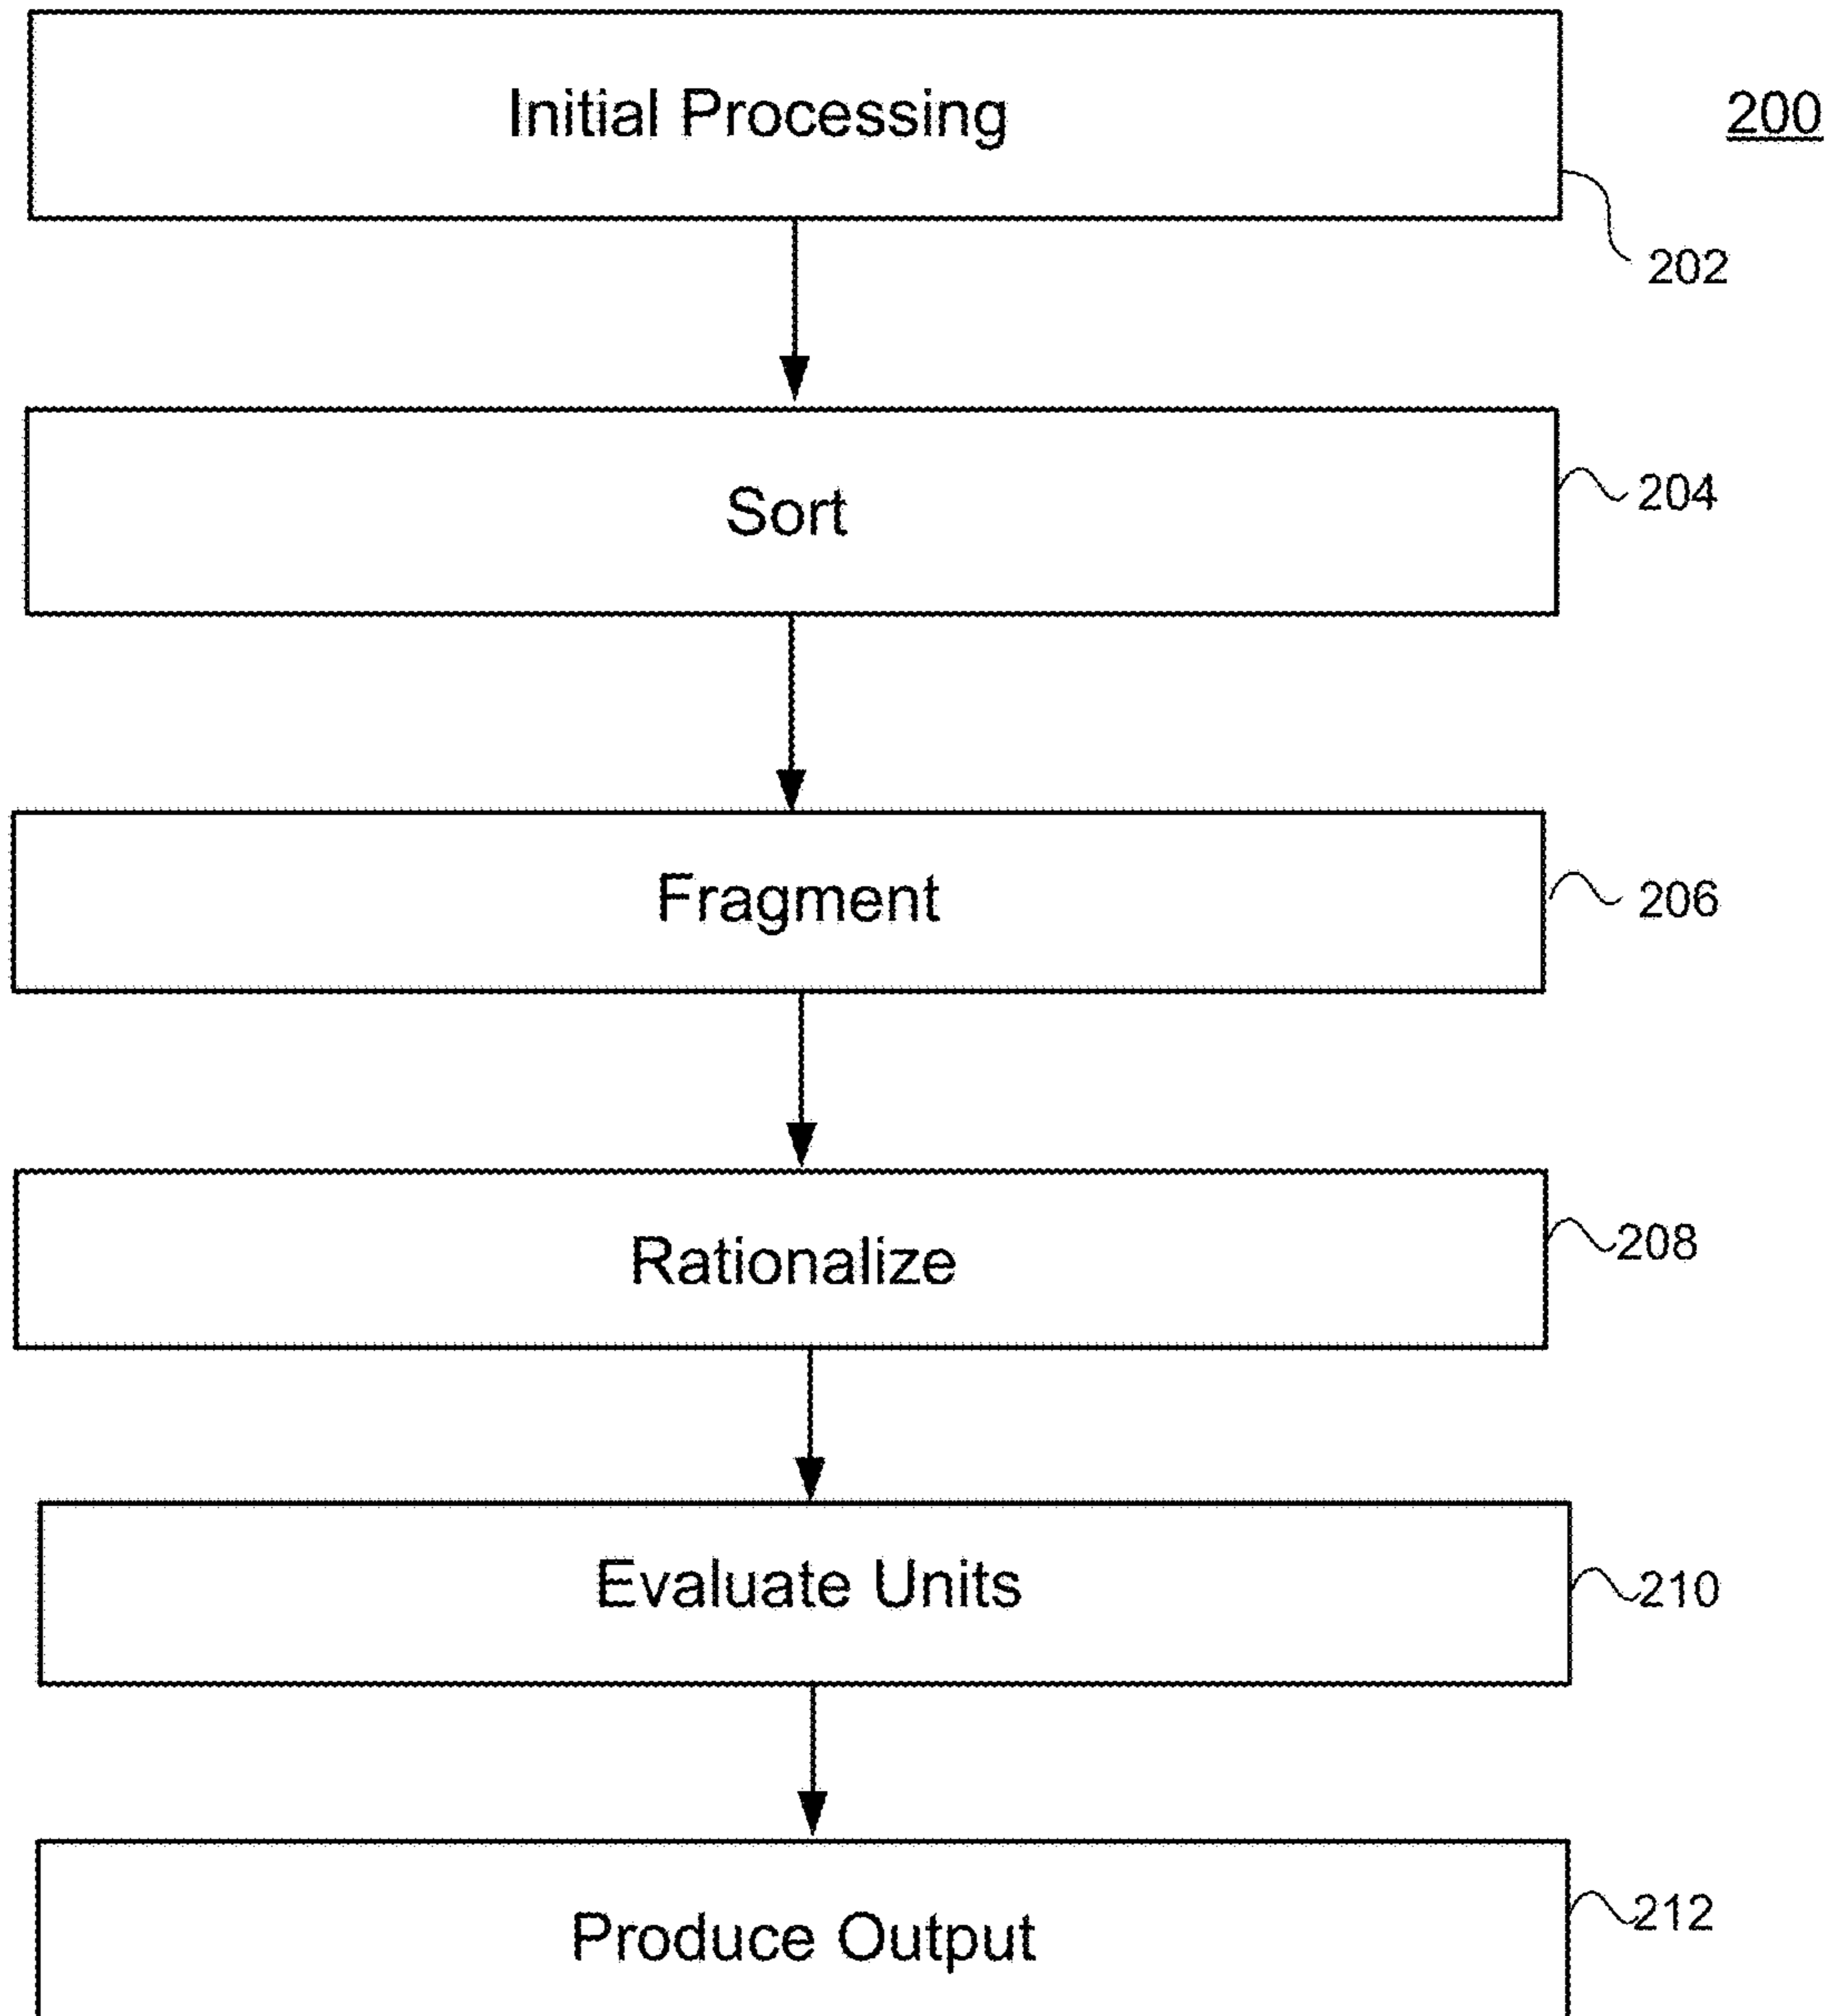 Initial Processing
200
202
Sort
204
Fragment
206
Rationalize
208
Evaluate Units
210
Produce Output
212